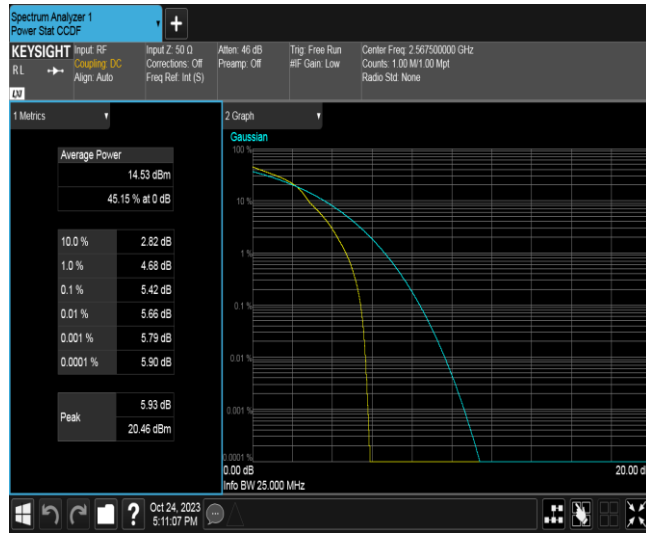 Spectrum Analyzer 1
Power Stat CCDF
+
KEYSIGHT
RL
LXI
Input: RF
Coupling: DC
Align: Auto
Input Z: 50 Ω
Corrections: Off
Freq Ref: Int (S)
Atten: 46 dB
Preamp: Off
Trig: Free Run
#IF Gain: Low
Center Freq: 2.567500000 GHz
Counts: 1.00 M/1.00 Mpt
Radio Std: None
1 Metrics
Average Power
14.53 dBm
45.15 % at 0 dB
10.0 % 2.82 dB
1.0 % 4.68 dB
0.1 % 5.42 dB
0.01 % 5.66 dB
0.001 % 5.79 dB
0.0001 % 5.90 dB
Peak
5.93 dB
20.46 dBm
2 Graph
Gaussian
100 %
10 %
1 %
0.1 %
0.01 %
0.001 %
0.0001 %
0.00 dB
20.00 d
Info BW 25.000 MHz
?
Oct 24, 2023
5:11:07 PM